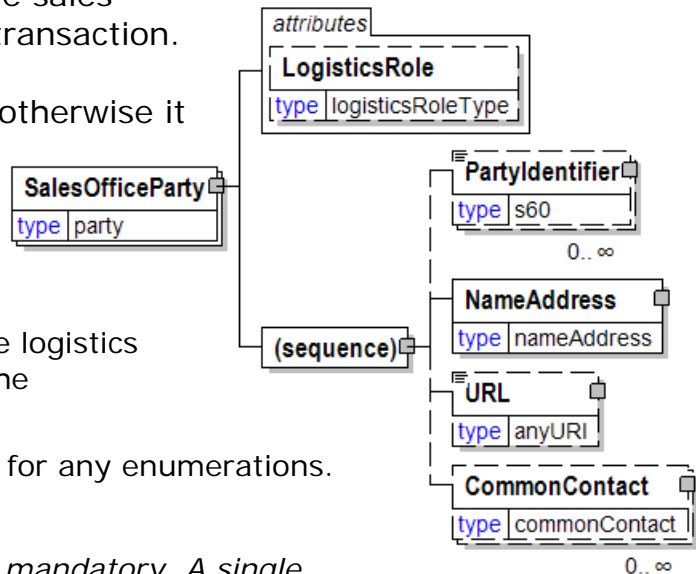 e sales
transaction.
otherwise it
e logistics
ne
for any enumerations.
mandatory. A single
attributes
LogisticsRole
type logisticsRoleType
SalesOfficeParty
type party
(sequence)
PartyIdentifier
type s60
0.. ∞
NameAddress
type nameAddress
URL
type anyURI
CommonContact
type commonContact
0.. ∞